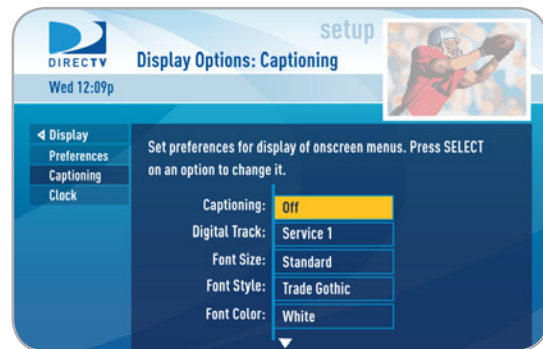 setup
DIRECTV
Display Options: Captioning
Wed 12:09p
Display
Preferences
Captioning
Clock
Set preferences for display of onscreen menus. Press SELECT
on an option to change it.
Captioning: Off
Digital Track: Service 1
Font Size: Standard
Font Style: Trade Gothic
Font Color: White